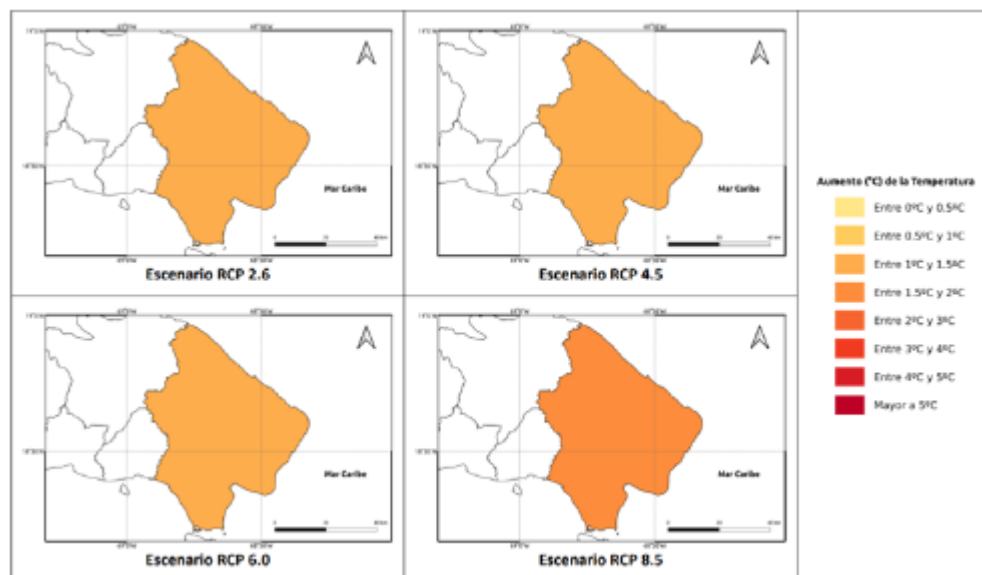 Mar Caribe
Escenario RCP 2.6
Mar Caribe
Escenario RCP 4.5
Mar Caribe
Escenario RCP 6.0
Mar Caribe
Escenario RCP 8.5
Aumento (°C) de la Temperatura
Entre 0ºC y 0.5ºC
Entre 0.5ºC y 1ºC
Entre 1ºC y 1.5ºC
Entre 1.5ºC y 2ºC
Entre 2ºC y 3ºC
Entre 3ºC y 4ºC
Entre 4ºC y 5ºC
Mayor a 5ºC